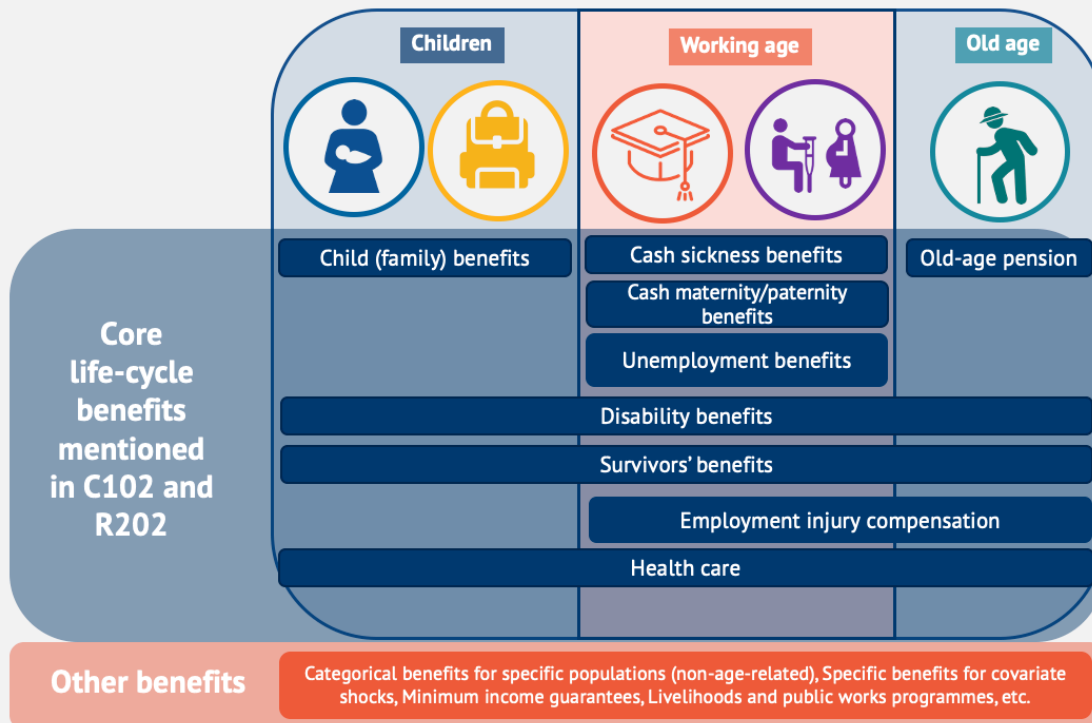 Children
Working age
Old age
Child (family) benefits
Cash sickness benefits
Old-age pension
Cash maternity/paternity
benefits
Unemployment benefits
Core
life-cycle
benefits
mentioned
in C102 and
R202
Disability benefits
Survivors' benefits
Employment injury compensation
Health care
Other benefits
Categorical benefits for specific populations (non-age-related), Specific benefits for covariate
shocks, Minimum income guarantees, Livelihoods and public works programmes, etc.